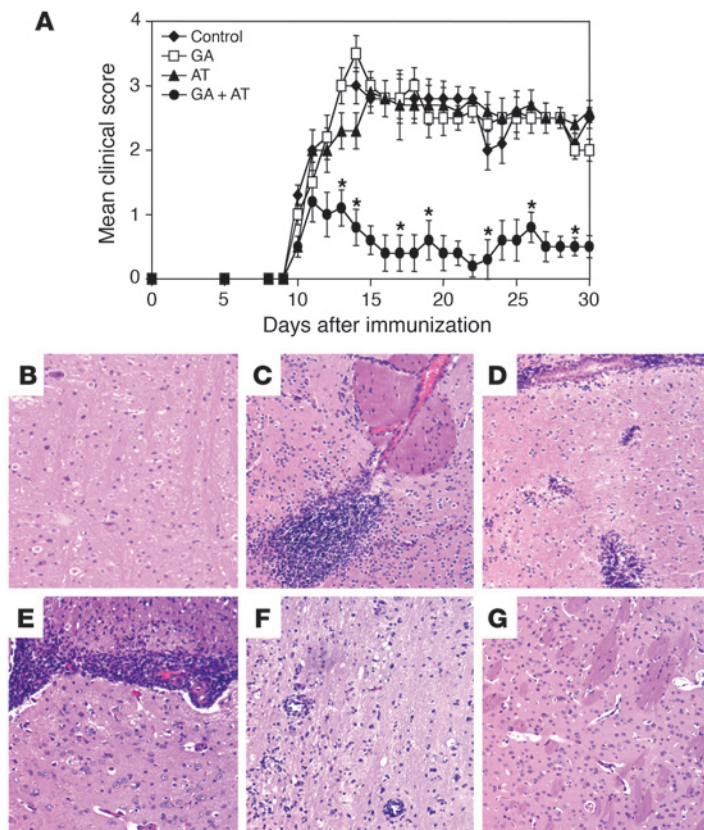 A
Control
GA
AT
GA + AT
Mean clinical score
4
3
2
1
0
* * * * * * *
0 5 10 15 20 25 30
Days after immunization
B
C
D
E
F
G